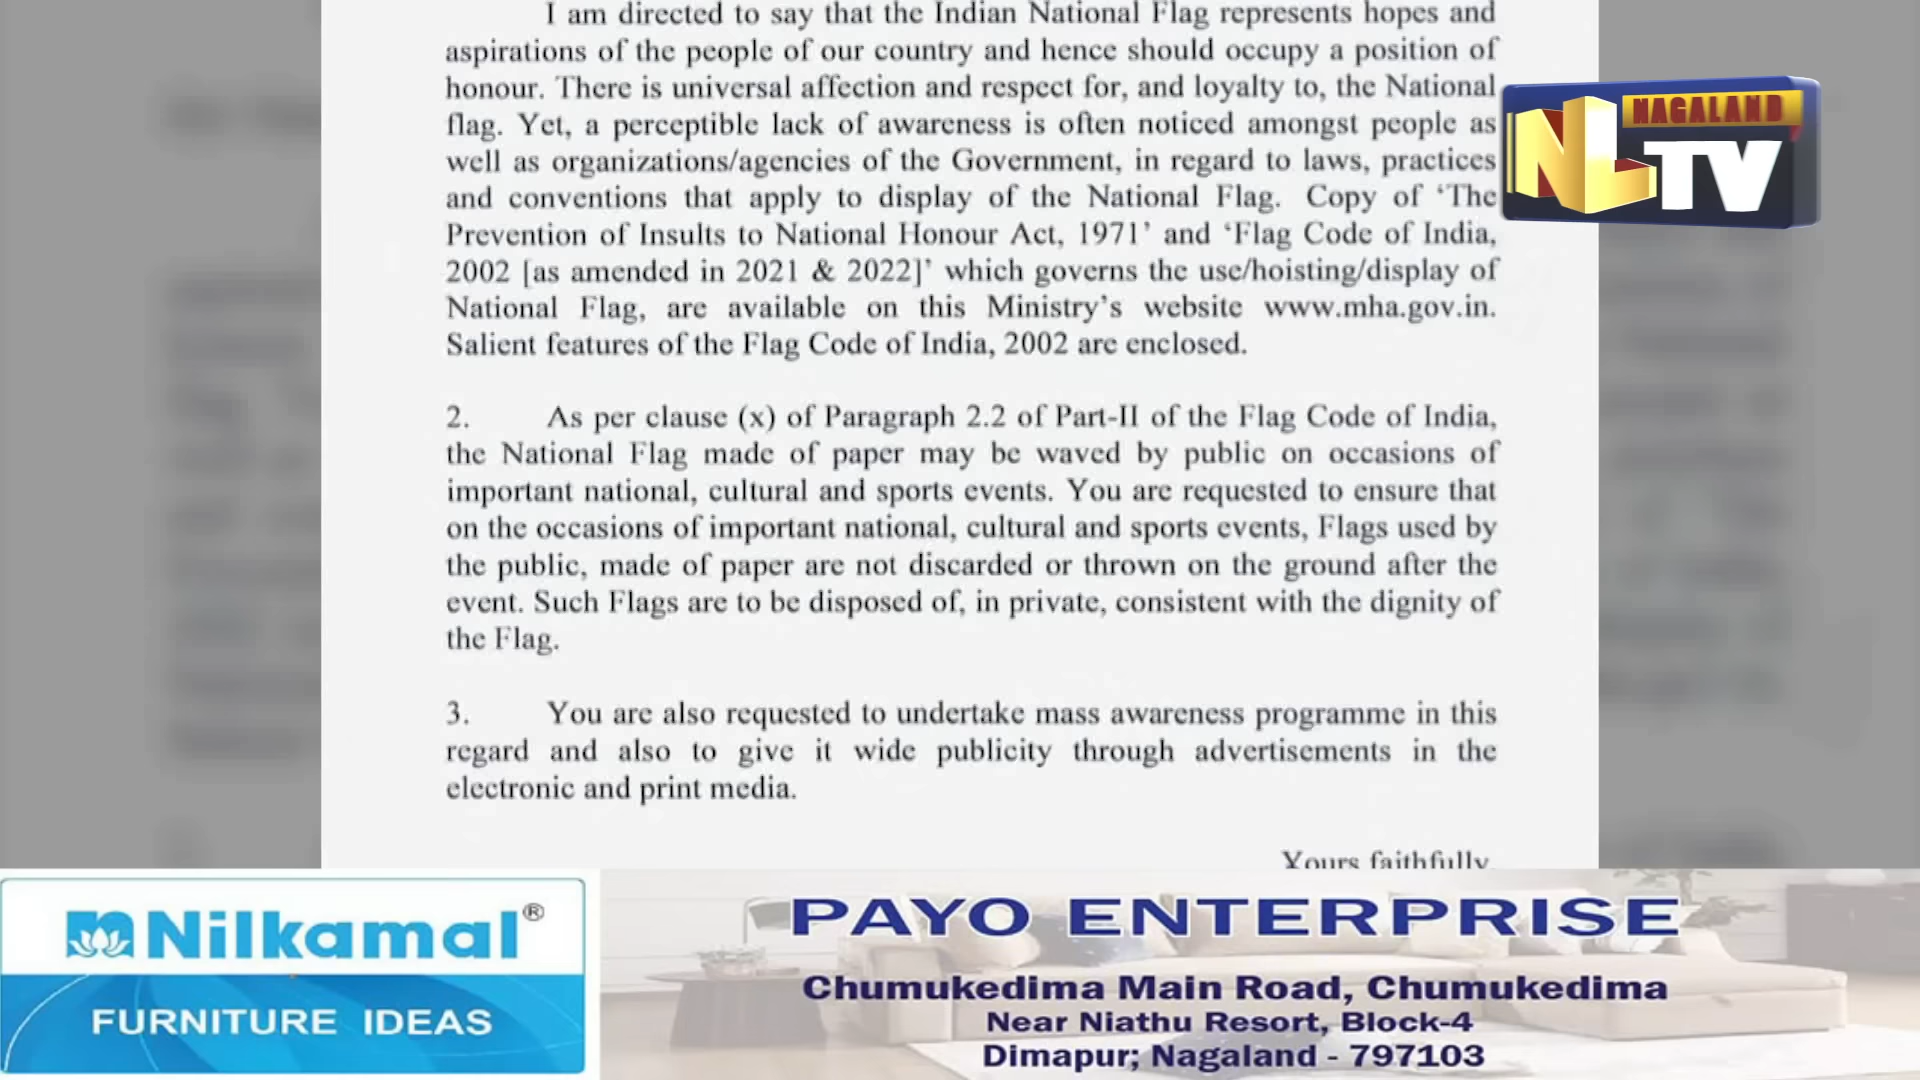 I am directed to say that the Indian National Flag represents hopes and
aspirations of the people of our country and hence should occupy a position of
honour. There is universal affection and respect for, and loyalty to, the National
flag. Yet, a perceptible lack of awareness is often noticed amongst people as
well as organizations/agencies of the Government, in regard to laws, practices
and conventions that apply to display of the National Flag. Copy of ‘The
Prevention of Insults to National Honour Act, 1971’ and ‘Flag Code of India,
2002 [as amended in 2021 & 2022]’ which governs the use/hoisting/display of
National Flag, are available on this Ministry’s website www.mha.gov.in.
Salient features of the Flag Code of India, 2002 are enclosed.
2. As per clause (x) of Paragraph 2.2 of Part-II of the Flag Code of India,
the National Flag made of paper may be waved by public on occasions of
important national, cultural and sports events. You are requested to ensure that
on the occasions of important national, cultural and sports events, Flags used by
the public, made of paper are not discarded or thrown on the ground after the
event. Such Flags are to be disposed of, in private, consistent with the dignity of
the Flag.
3. You are also requested to undertake mass awareness programme in this
regard and also to give it wide publicity through advertisements in the
electronic and print media.
Yours faithfully,
NAGALAND
NLTV
Nilkamal®
FURNITURE IDEAS
PAYO ENTERPRISE
Chumukedima Main Road, Chumukedima
Near Niathu Resort, Block-4
Dimapur; Nagaland - 797103